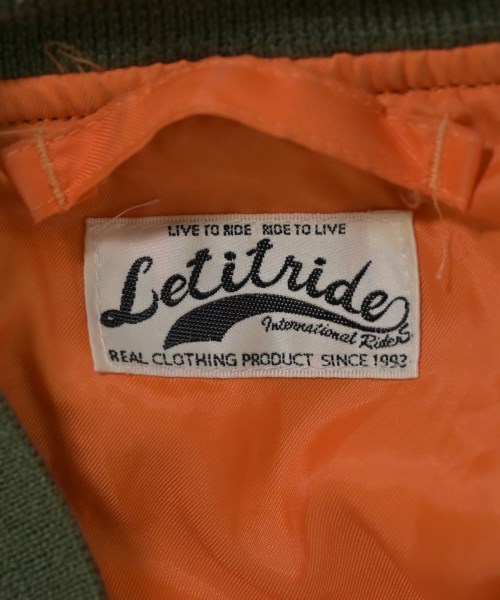 LIVE TO RIDE RIDE TO LIVE
Letitride
International Riders
REAL CLOTHING PRODUCT SINCE 1993